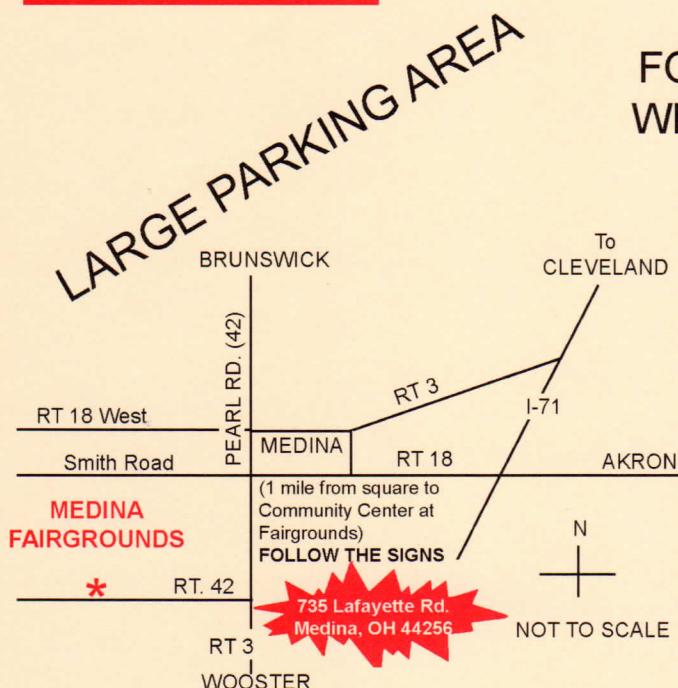 LARGE PARKING AREA
BRUNSWICK
To
CLEVELAND
PEARL RD. (42)
RT 3
I-71
RT 18 West
MEDINA
Smith Road
RT 18
AKRON
(1 mile from square to
Community Center at
Fairgrounds)
FOLLOW THE SIGNS
MEDINA
FAIRGROUNDS
*
RT. 42
735 Lafayette Rd.
Medina, OH 44256
N
NOT TO SCALE
RT 3
WOOSTER